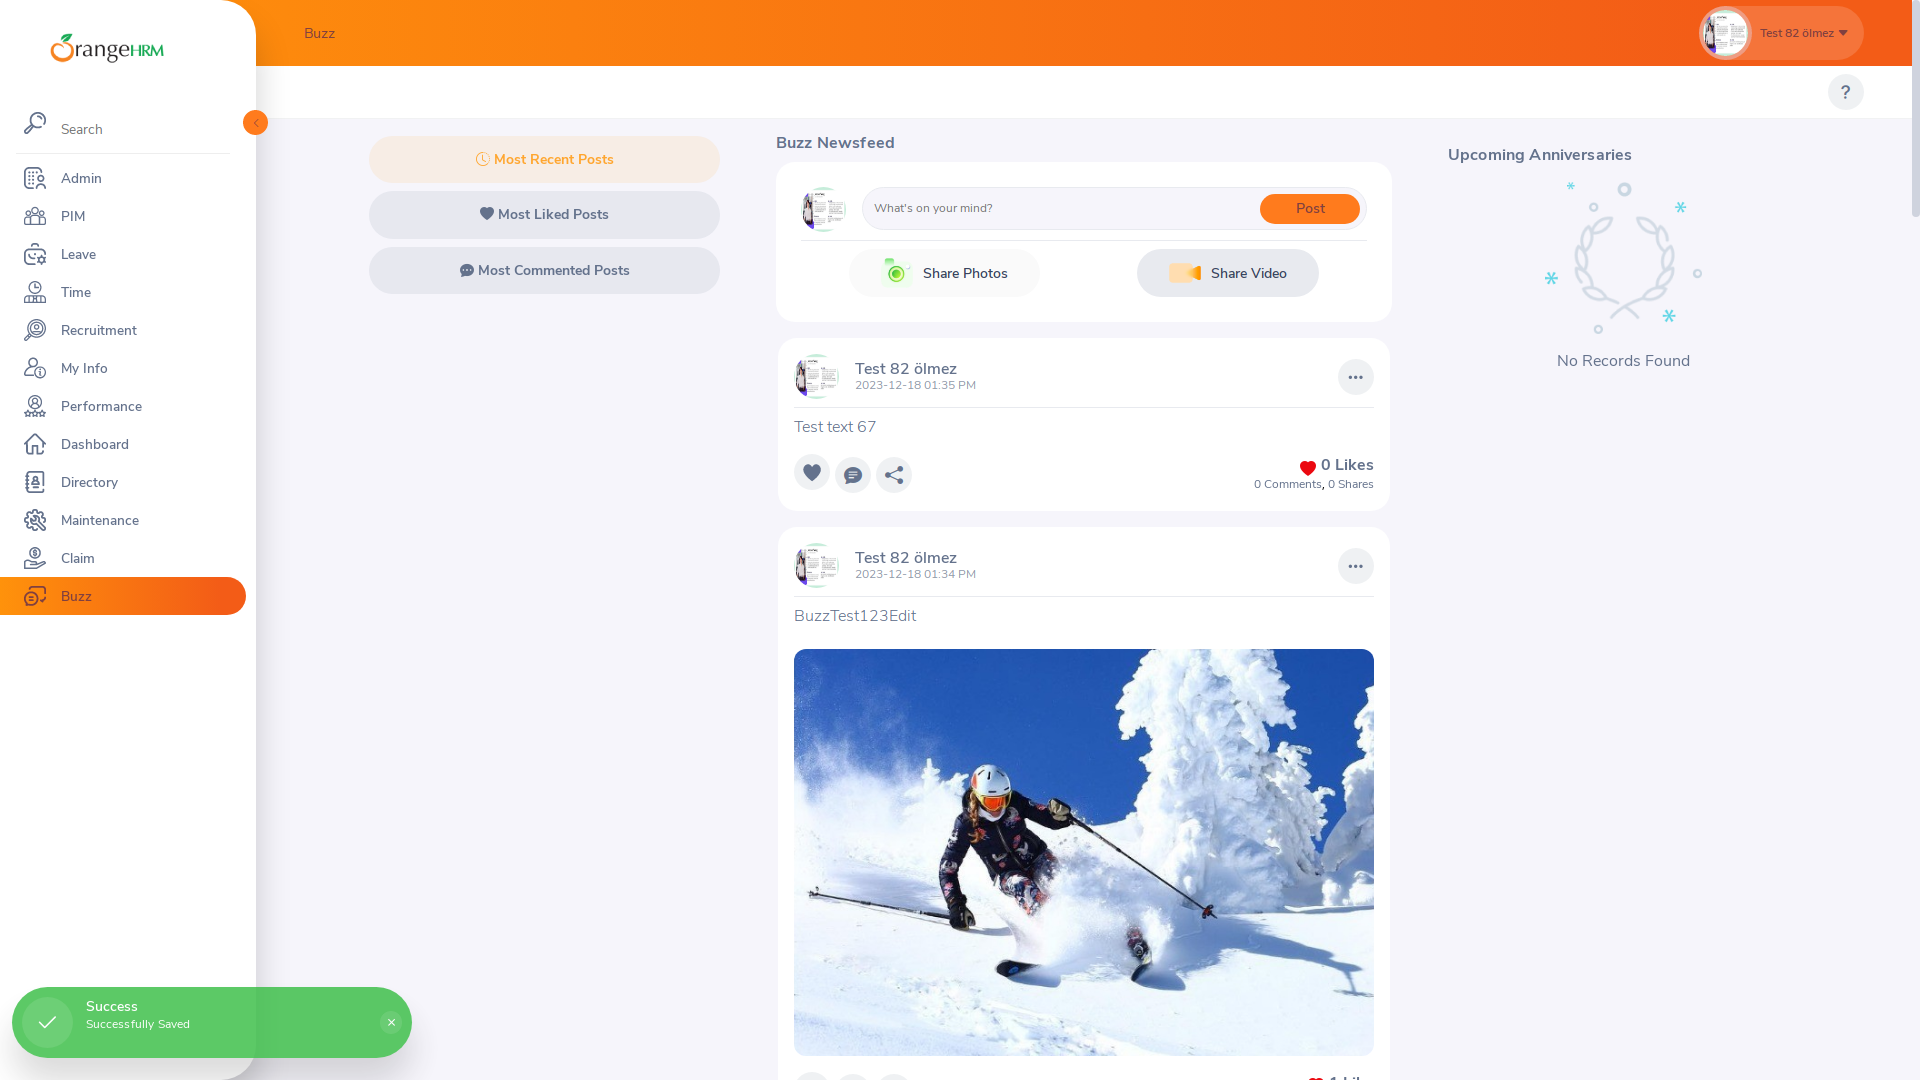 OrangeHRM
Search
Admin
PIM
Leave
Time
Recruitment
My Info
Performance
Dashboard
Directory
Maintenance
Claim
Buzz
Buzz
Test 82 ölmez
?
Most Recent Posts
Most Liked Posts
Most Commented Posts
Buzz Newsfeed
What's on your mind?
Post
Share Photos
Share Video
Test 82 ölmez
2023-12-18 01:35 PM
Test text 67
0 Likes
0 Comments, 0 Shares
Test 82 ölmez
2023-12-18 01:34 PM
BuzzTest123Edit
Upcoming Anniversaries
No Records Found
Success
Successfully Saved